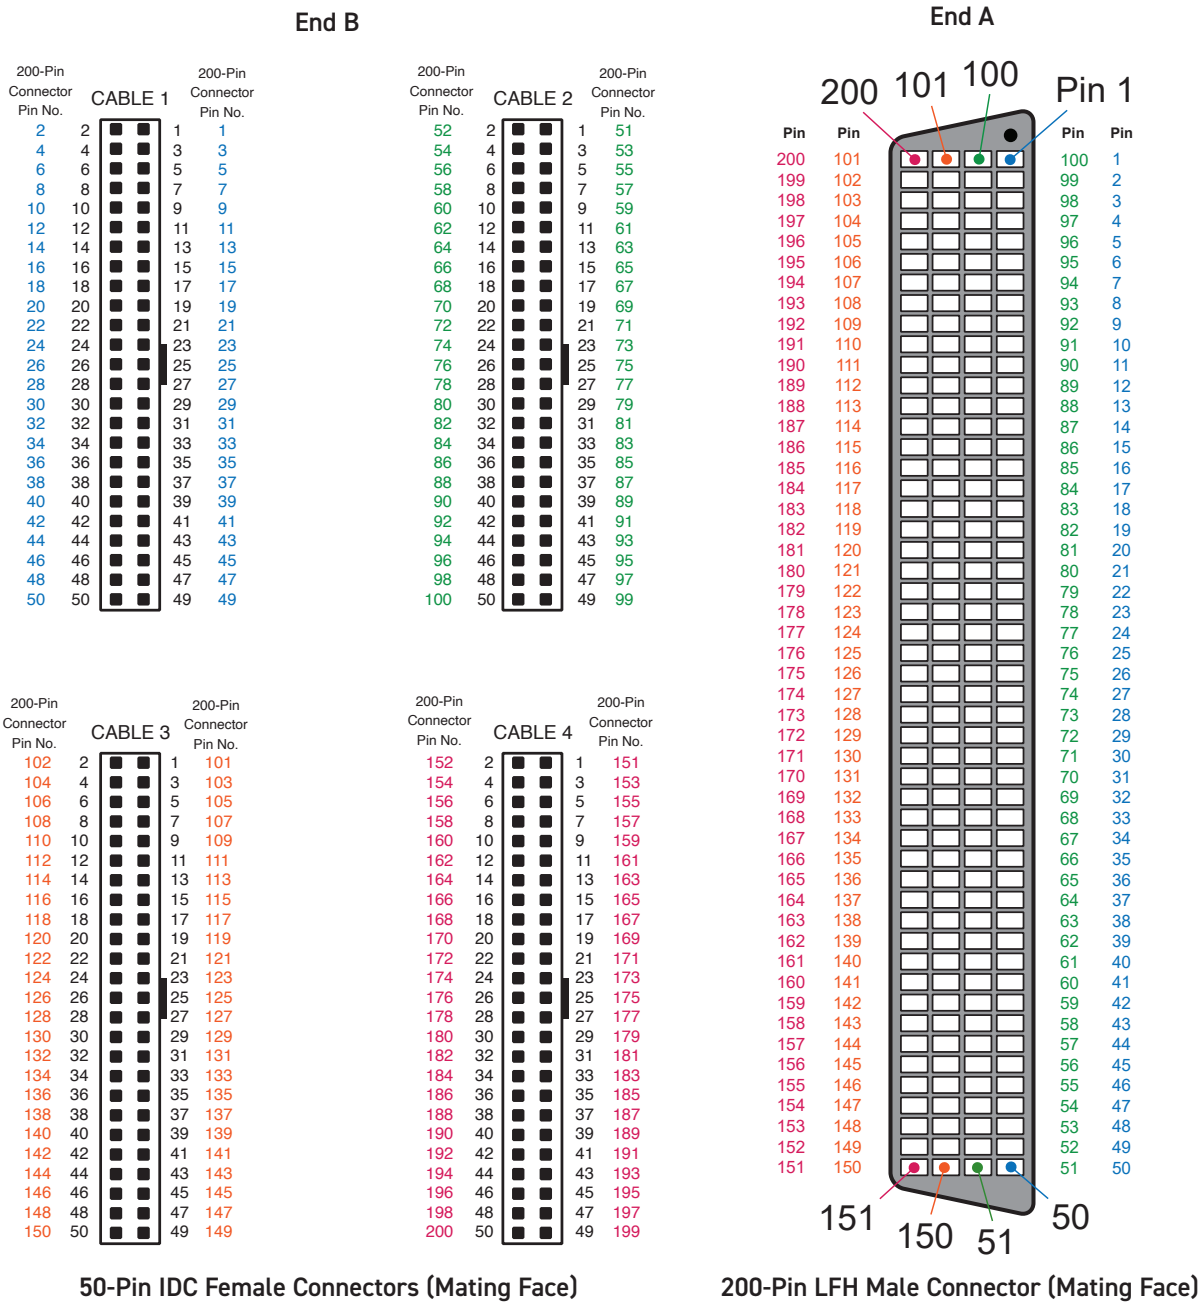 End B
End A
200-Pin Connector Pin No. CABLE 1 200-Pin Connector Pin No.
2 2 1 1
4 4 3 3
6 6 5 5
8 8 7 7
10 10 9 9
12 12 11 11
14 14 13 13
16 16 15 15
18 18 17 17
20 20 19 19
22 22 21 21
24 24 23 23
26 26 25 25
28 28 27 27
30 30 29 29
32 32 31 31
34 34 33 33
36 36 35 35
38 38 37 37
40 40 39 39
42 42 41 41
44 44 43 43
46 46 45 45
48 48 47 47
50 50 49 49
200-Pin Connector Pin No. CABLE 2 200-Pin Connector Pin No.
52 2 1 51
54 4 3 53
56 6 5 55
58 8 7 57
60 10 9 59
62 12 11 61
64 14 13 63
66 16 15 65
68 18 17 67
70 20 19 69
72 22 21 71
74 24 23 73
76 26 25 75
78 28 27 77
80 30 29 79
82 32 31 81
84 34 33 83
86 36 35 85
88 38 37 87
90 40 39 89
92 42 41 91
94 44 43 93
96 46 45 95
98 48 47 97
100 50 49 99
200-Pin Connector Pin No. CABLE 3 200-Pin Connector Pin No.
102 2 1 101
104 4 3 103
106 6 5 105
108 8 7 107
110 10 9 109
112 12 11 111
114 14 13 113
116 16 15 115
118 18 17 117
120 20 19 119
122 22 21 121
124 24 23 123
126 26 25 125
128 28 27 127
130 30 29 129
132 32 31 131
134 34 33 133
136 36 35 135
138 38 37 137
140 40 39 139
142 42 41 141
144 44 43 143
146 46 45 145
148 48 47 147
150 50 49 149
200-Pin Connector Pin No. CABLE 4 200-Pin Connector Pin No.
152 2 1 151
154 4 3 153
156 6 5 155
158 8 7 157
160 10 9 159
162 12 11 161
164 14 13 163
166 16 15 165
168 18 17 167
170 20 19 169
172 22 21 171
174 24 23 173
176 26 25 175
178 28 27 177
180 30 29 179
182 32 31 181
184 34 33 183
186 36 35 185
188 38 37 187
190 40 39 189
192 42 41 191
194 44 43 193
196 46 45 195
198 48 47 197
200 50 49 199
50-Pin IDC Female Connectors (Mating Face)
200 101 100 Pin 1
Pin Pin Pin Pin
200 101 100 1
199 102 99 2
198 103 98 3
197 104 97 4
196 105 96 5
195 106 95 6
194 107 94 7
193 108 93 8
192 109 92 9
191 110 91 10
190 111 90 11
189 112 89 12
188 113 88 13
187 114 87 14
186 115 86 15
185 116 85 16
184 117 84 17
183 118 83 18
182 119 82 19
181 120 81 20
180 121 80 21
179 122 79 22
178 123 78 23
177 124 77 24
176 125 76 25
175 126 75 26
174 127 74 27
173 128 73 28
172 129 72 29
171 130 71 30
170 131 70 31
169 132 69 32
168 133 68 33
167 134 67 34
166 135 66 35
165 136 65 36
164 137 64 37
163 138 63 38
162 139 62 39
161 140 61 40
160 141 60 41
159 142 59 42
158 143 58 43
157 144 57 44
156 145 56 45
155 146 55 46
154 147 54 47
153 148 53 48
152 149 52 49
151 150 51 50
151 150 51 50
200-Pin LFH Male Connector (Mating Face)